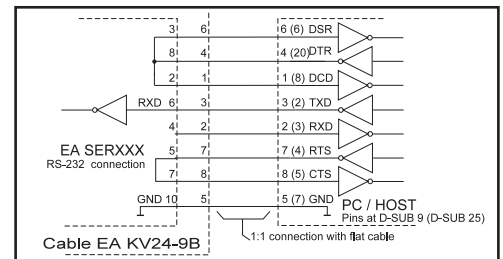 3 6 6 (6) DSR
8 4 4 (20) DTR
2 1 1 (8) DCD
RXD 6 3 3 (2) TXD
4 2 2 (3) RXD
EA SERXXX
RS-232 connection
5 7 7 (4) RTS
7 8 8 (5) CTS
GND 10 5 5 (7) GND
PC / HOST
Pins at D-SUB 9 (D-SUB 25)
1:1 connection with flat cable
Cable EA KV24-9B